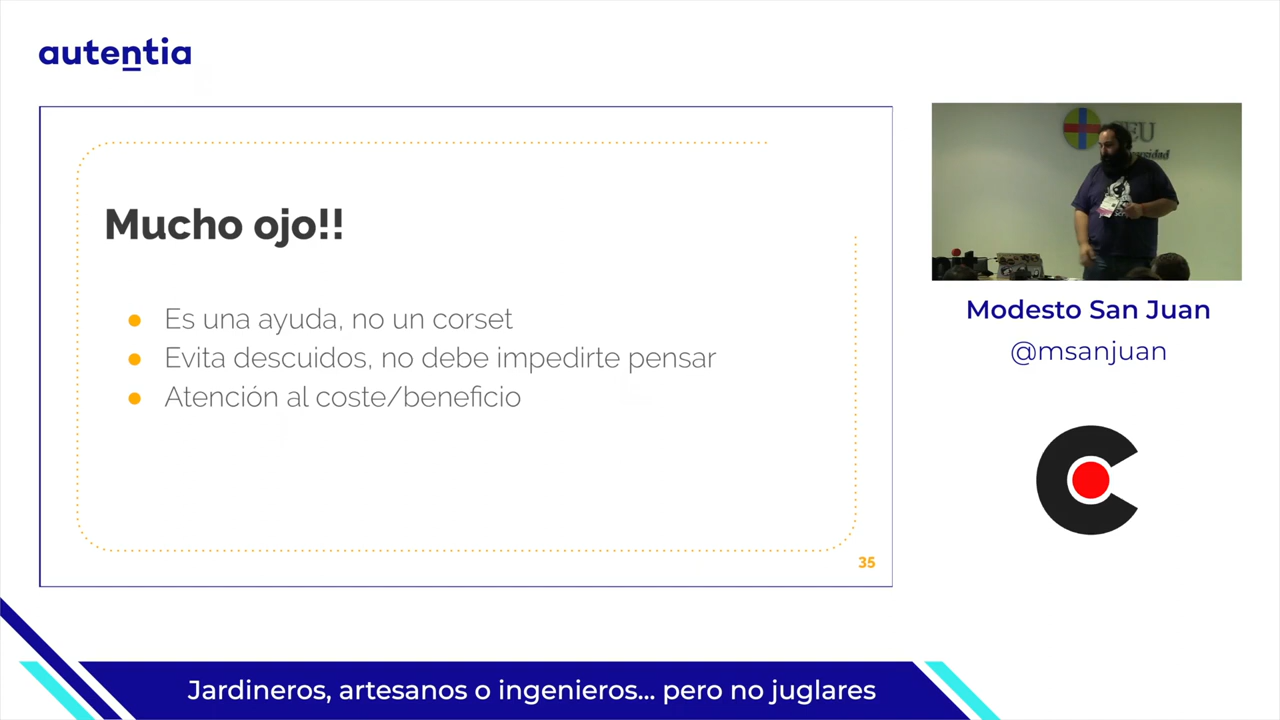 autentia
Mucho ojo!!
Es una ayuda, no un corset
Evita descuidos, no debe impedirte pensar
Atención al coste/beneficio
35
CEU
Modesto San Juan
@msanjuan
Jardineros, artesanos o ingenieros... pero no juglares